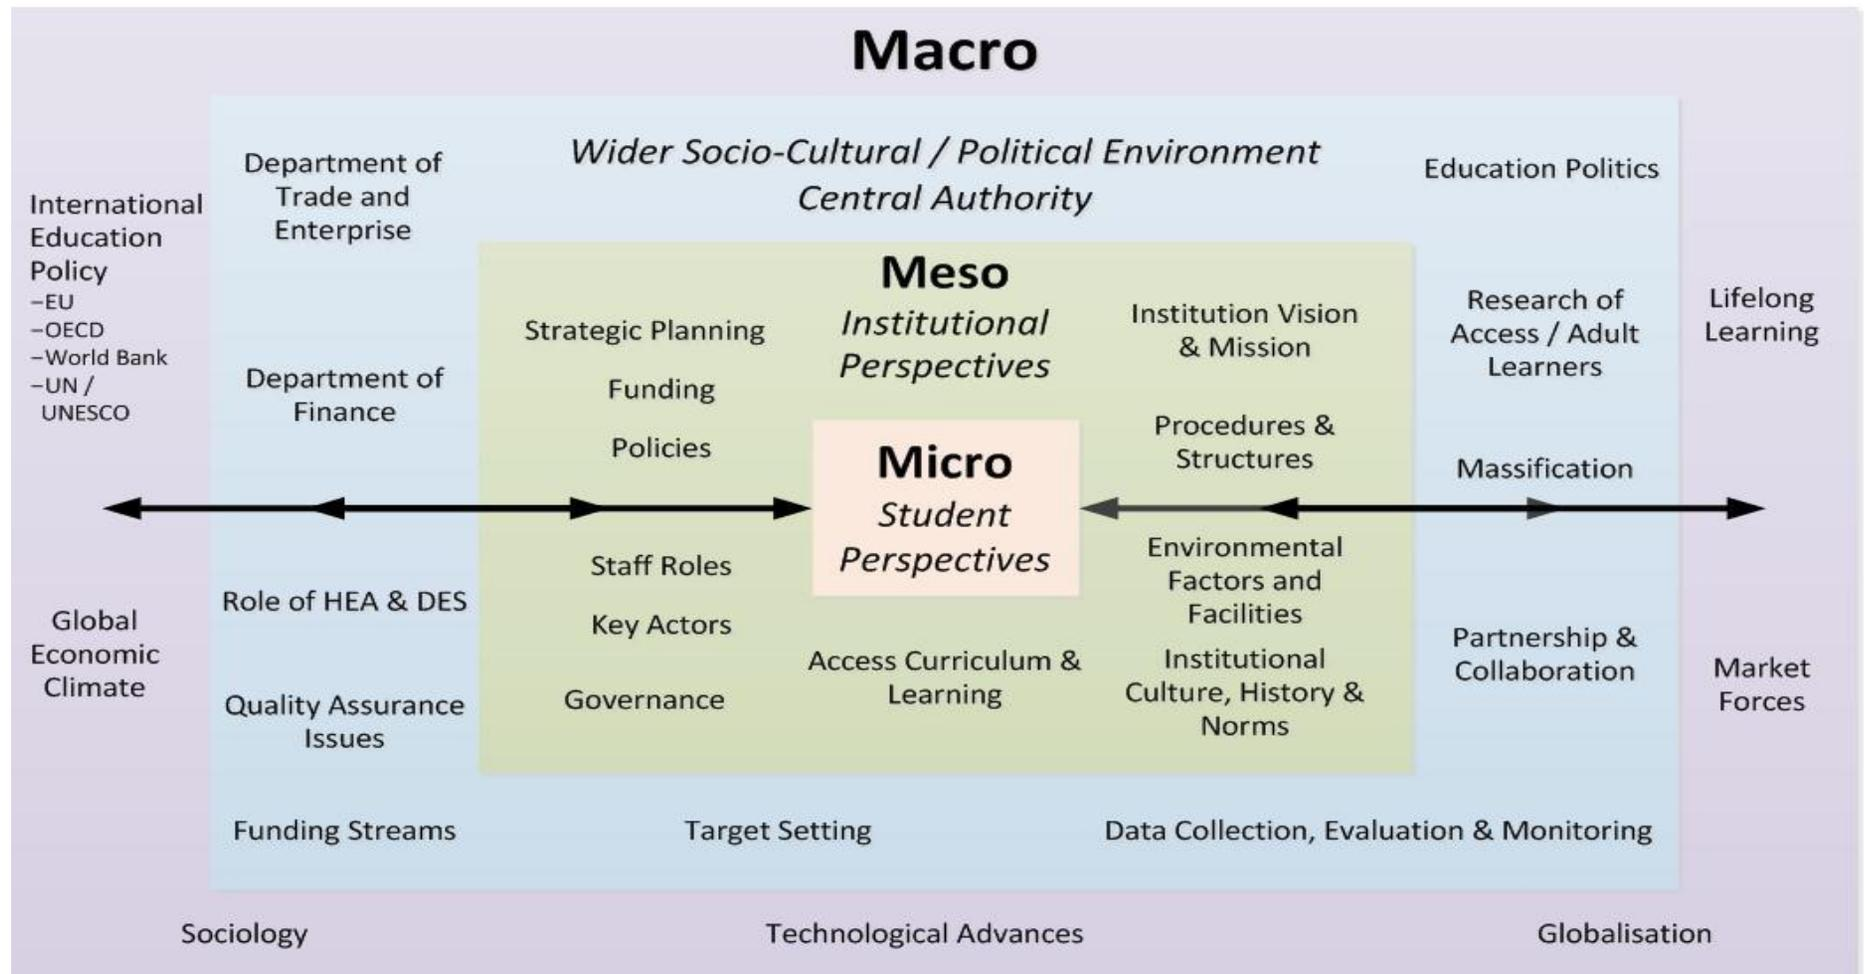 Macro
Wider Socio-Cultural / Political Environment
Central Authority
International
Education
Policy
–EU
–OECD
–World Bank
–UN /
UNESCO
Global
Economic
Climate
Department of
Trade and
Enterprise
Department of
Finance
Role of HEA & DES
Quality Assurance
Issues
Funding Streams
Meso
Institutional
Perspectives
Strategic Planning
Funding
Policies
Staff Roles
Key Actors
Governance
Micro
Student
Perspectives
Access Curriculum &
Learning
Institution Vision
& Mission
Procedures &
Structures
Environmental
Factors and
Facilities
Institutional
Culture, History &
Norms
Target Setting
Education Politics
Research of
Access / Adult
Learners
Massification
Partnership &
Collaboration
Data Collection, Evaluation & Monitoring
Lifelong
Learning
Market
Forces
Sociology
Technological Advances
Globalisation